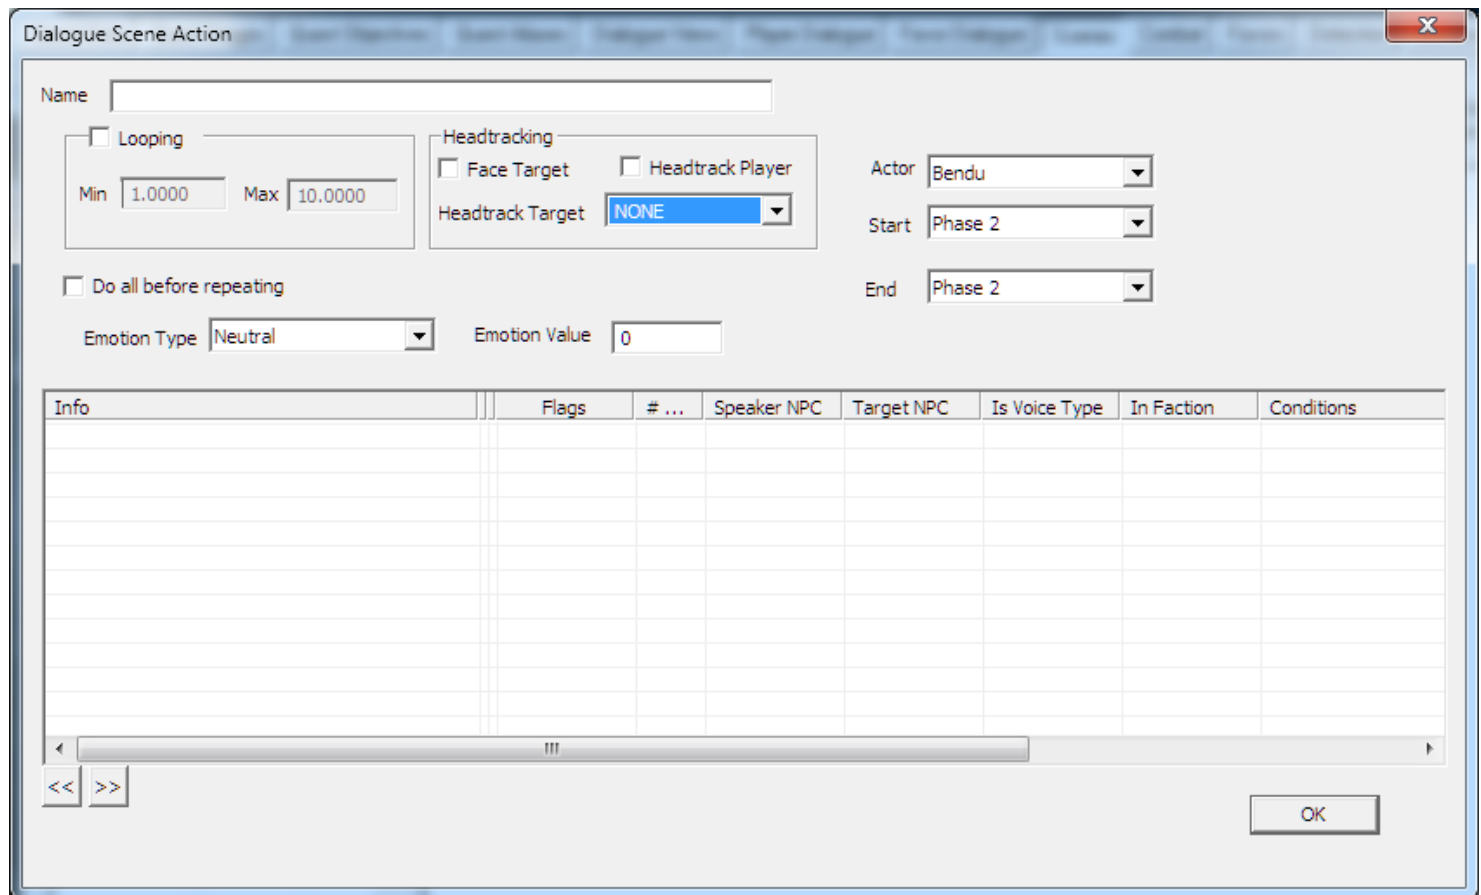 Dialogue Scene Action
Name
Looping
Headtracking
Face Target Headtrack Player
Actor Bendu
Min 1.0000 Max 10.0000
Headtrack Target NONE
Start Phase 2
Do all before repeating
End Phase 2
Emotion Type Neutral Emotion Value 0
Info Flags # ... Speaker NPC Target NPC Is Voice Type In Faction Conditions
<< >>
OK